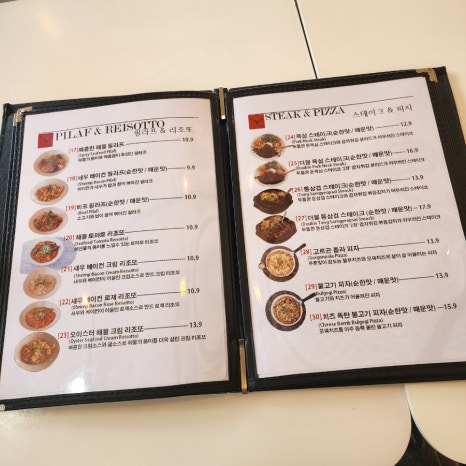 PILAF & REISOTTO
필라프 & 리조또
[17]매콤한 해물 필라프 10.9
(Spicy Seafood Pilaf)
[18]새우 베이컨 필라프(순한맛 / 매운맛) 9.9
(Shrimp Bacon Pilaf)
[19]비프 필라프(순한맛 / 매운맛) 10.9
(Beef Pilaf)
[20] 해물 토마토 리조또 13.9
(Seafood Tomato Reisotto)
[21] 새우 베이컨 크림 리조또 13.9
(Shrimp Bacon Cream Reisotto)
[22] 새우 베이컨 로제 리조또 13.9
(Shrimp Bacon Rose Reisotto)
[23] 오이스터 해물 크림 리조또 13.9
(Oyster Seafood Cream Reisotto)
STEAK & PIZZA
스테이크 & 피자
[24] 목심 스테이크(순한맛 / 매운맛) 12.9
(Pork Neck Steak)
[25]더블 목심 스테이크(순한맛 / 매운맛) 16.9
(Double Pork Neck Steak)
[26] 통삼겹 스테이크(순한맛 / 매운맛) 12.9
[27] 더블 통삼겹 스테이크(순한맛 / 매운맛) 17.9
[28] 고르곤 졸라 피자 13.9
(Gorgonzola Pizza)
[29]불고기 피자(순한맛 / 매운맛) 13.9
(Bulgogi Pizza)
불고기와 치즈가 어울러진 피자
[30] 치즈 폭탄 불고기 피자(순한맛 / 매운맛) 15.9
(Cheese Bomb Bulgogi Pizza)